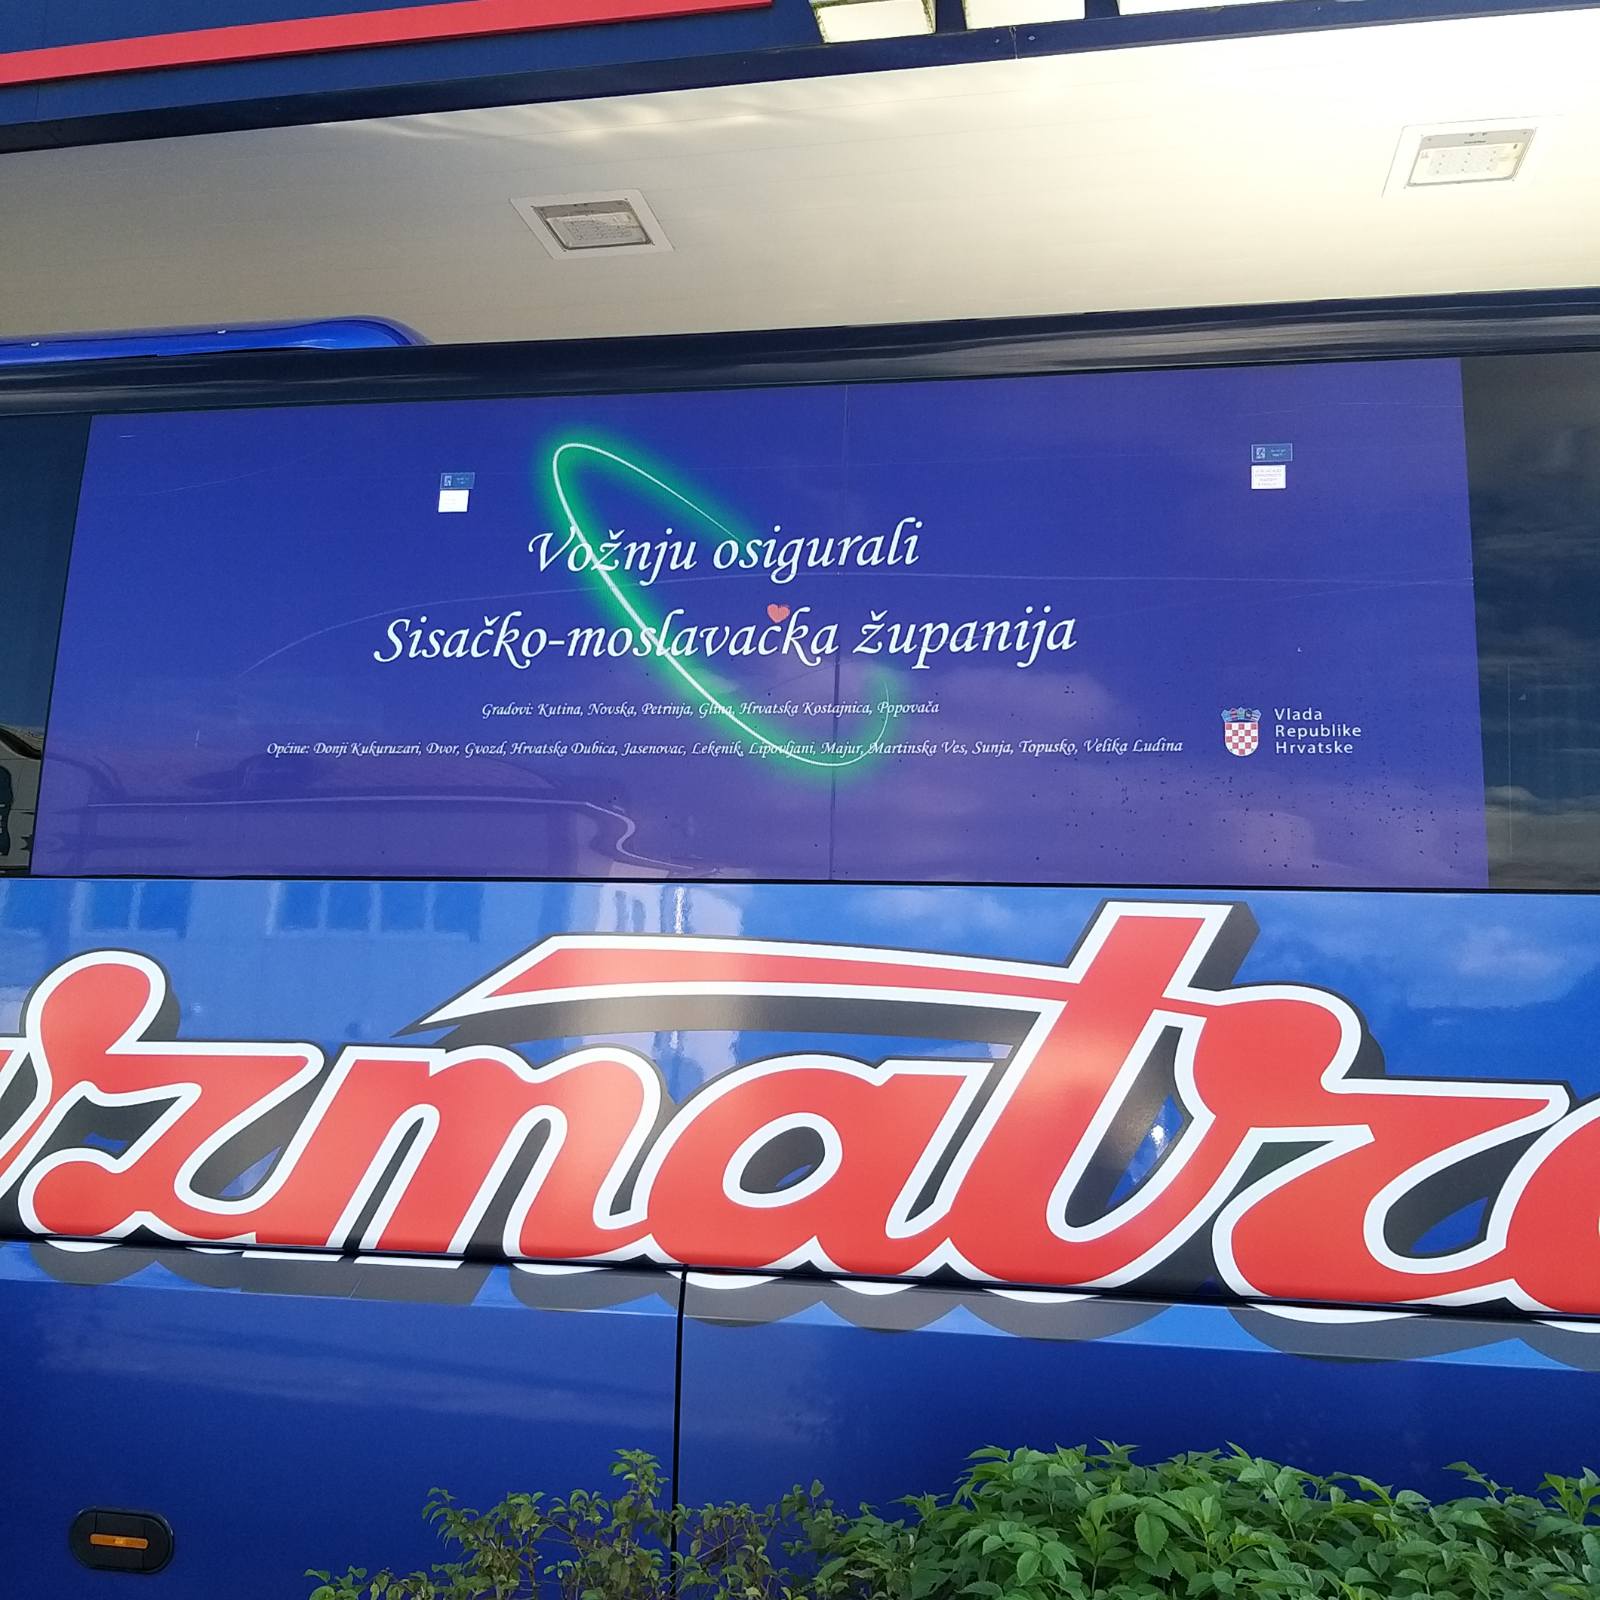 Vožnju osigurali
Sisačko-moslavačka županija
Gradovi: Kutina, Novska, Petrinja, Glina, Hrvatska Kostajnica, Popovača
Općine: Donji Kukuruzari, Dvor, Gvozd, Hrvatska Dubica, Jasenovac, Lekenik, Lipovljani, Majur, Martinska Ves, Sunja, Topusko, Velika Ludina
Vlada
Republike
Hrvatske